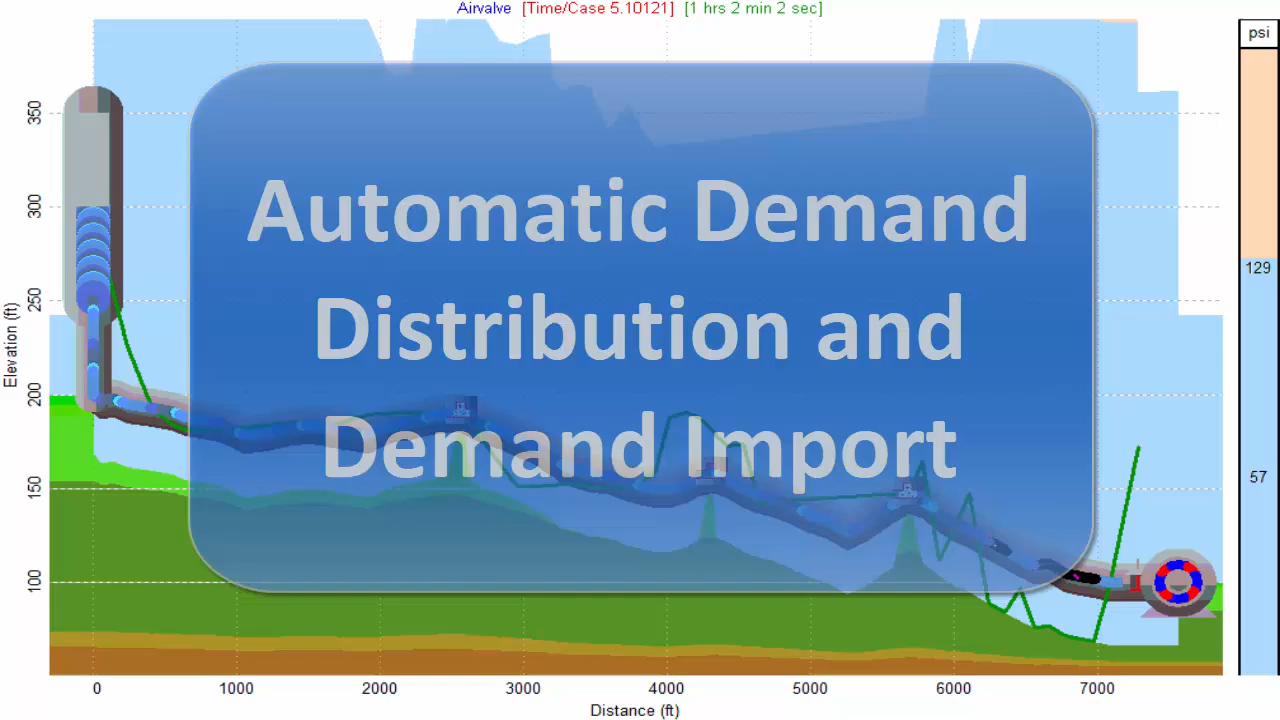 Airvalve [Time/Case 5.10121] [1 hrs 2 min 2 sec]
psi
Automatic Demand
Distribution and
Demand Import
129
57
Elevation (ft)
350
300
250
200
150
100
0 1000 2000 3000 4000 5000 6000 7000
Distance (ft)